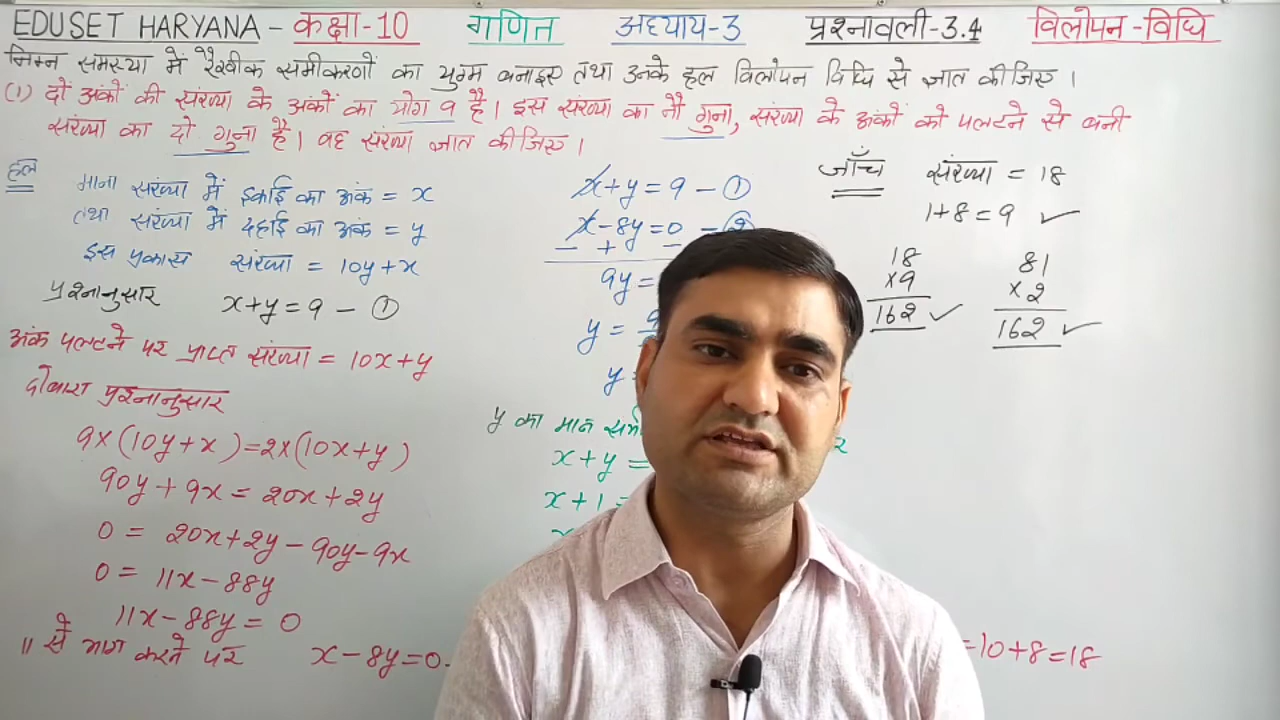 EDUSET HARYANA - कक्षा-10 गणित अध्याय-3 प्रश्नावली-3.4 विलोपन-विधि
निम्न समस्या में रैखीक समीकरणों का युग्म बनाइए तथा उनके हल विलोपन विधि से ज्ञात कीजिए।
(1) दो अंकों की संख्या के अंकों का योग 9 है। इस संख्या का नौ गुना, संख्या के अंकों को पलटने से बनी
संख्या का दो गुना है। वह संख्या ज्ञात कीजिए।
हल
माना संख्या में इकाई का अंक = x
तथा संख्या में दहाई का अंक = y
इस प्रकार संख्या = 10y+x
प्रश्नानुसार x+y=9 - ①
अंक पलटने पर प्राप्त संख्या = 10x+y
दोबारा प्रश्नानुसार
9×(10y+x)=2×(10x+y)
90y+9x=20x+2y
0= 20x+2y-90y-9x
0= 11x-88y
11x-88y=0
11 से भाग करने पर x-8y=0
x+y=9 - ①
x-8y=0 - ②
- + -
9y=
y=
y
y का मान
x+y=
x+1=
जाँच संख्या = 18
1+8=9 ✓
18
×9
162 ✓
81
×2
162 ✓
=10+8=18